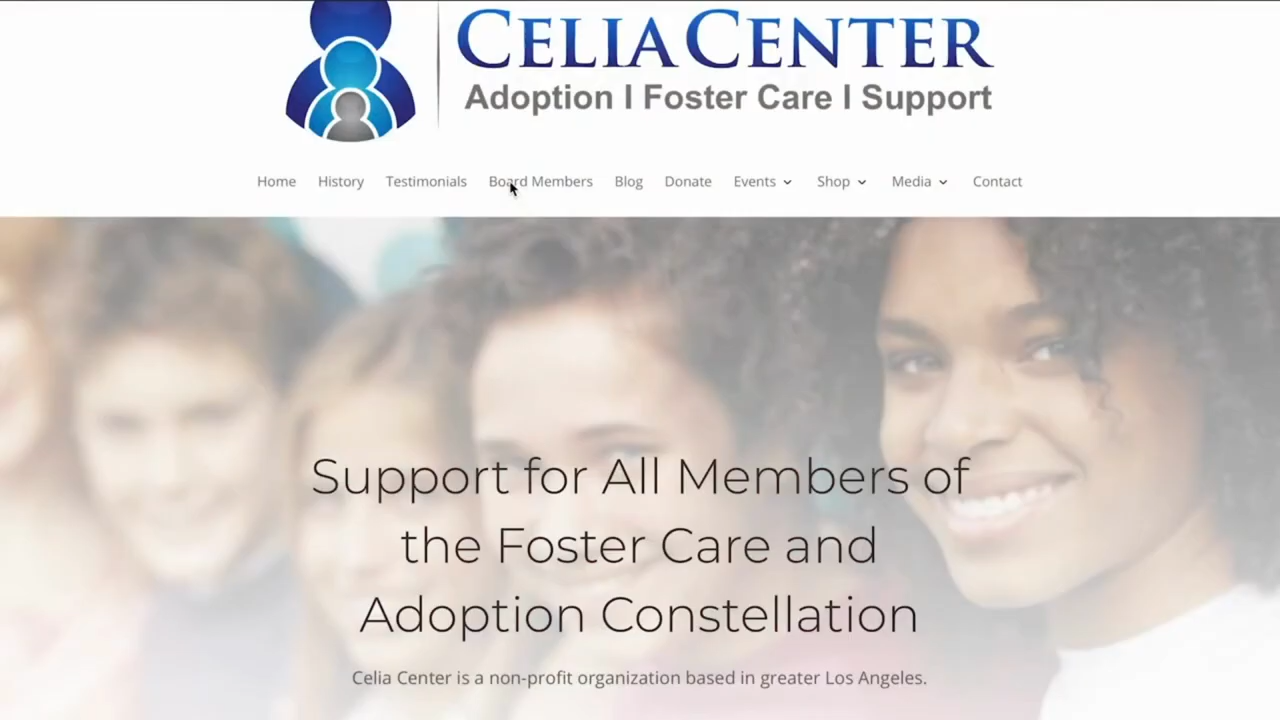 CELIA CENTER
Adoption I Foster Care I Support
Home History Testimonials Board Members Blog Donate Events Shop Media Contact
Support for All Members of
the Foster Care and
Adoption Constellation
Celia Center is a non-profit organization based in greater Los Angeles.